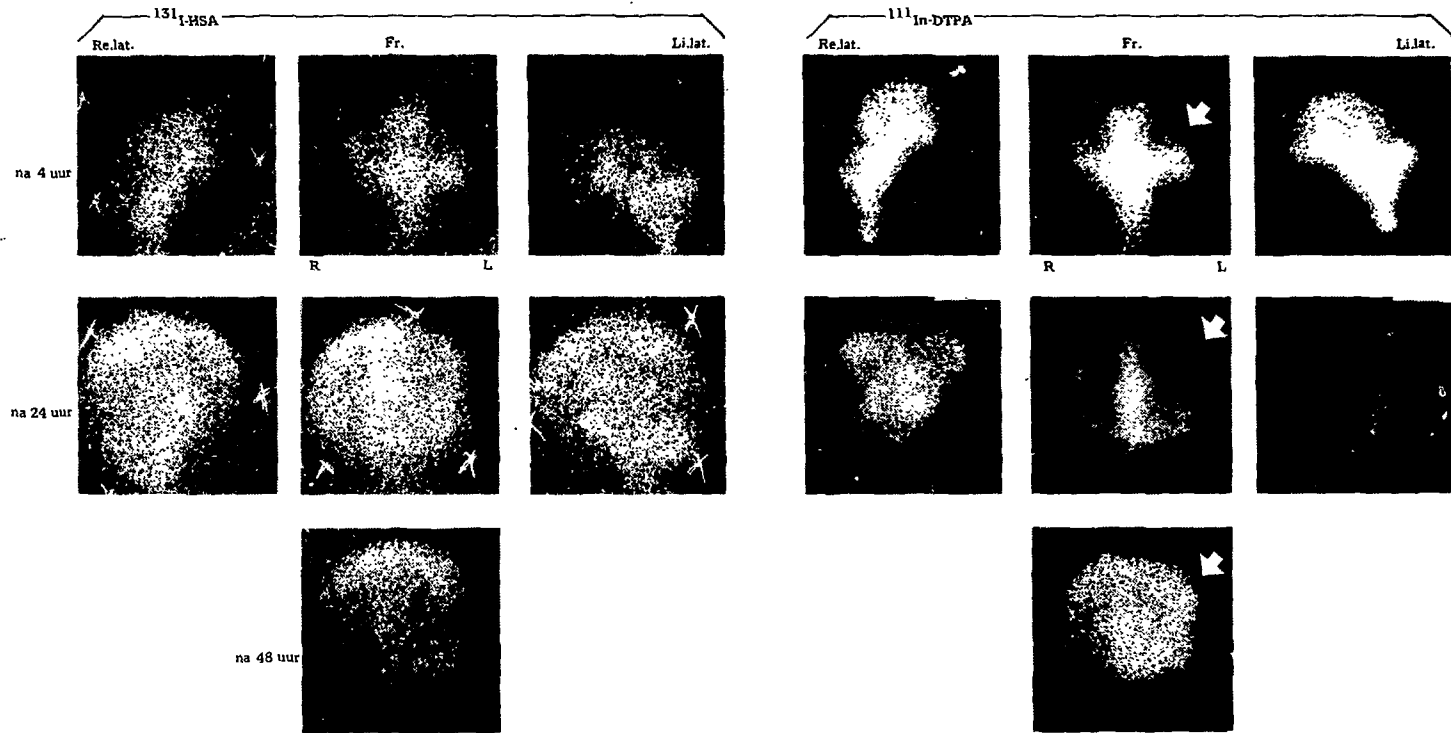 131I-HSA
Re.lat. Fr. Li.lat.
na 4 uur
R L
na 24 uur
na 48 uur
111In-DTPA
Re.lat. Fr. Li.lat.
R L